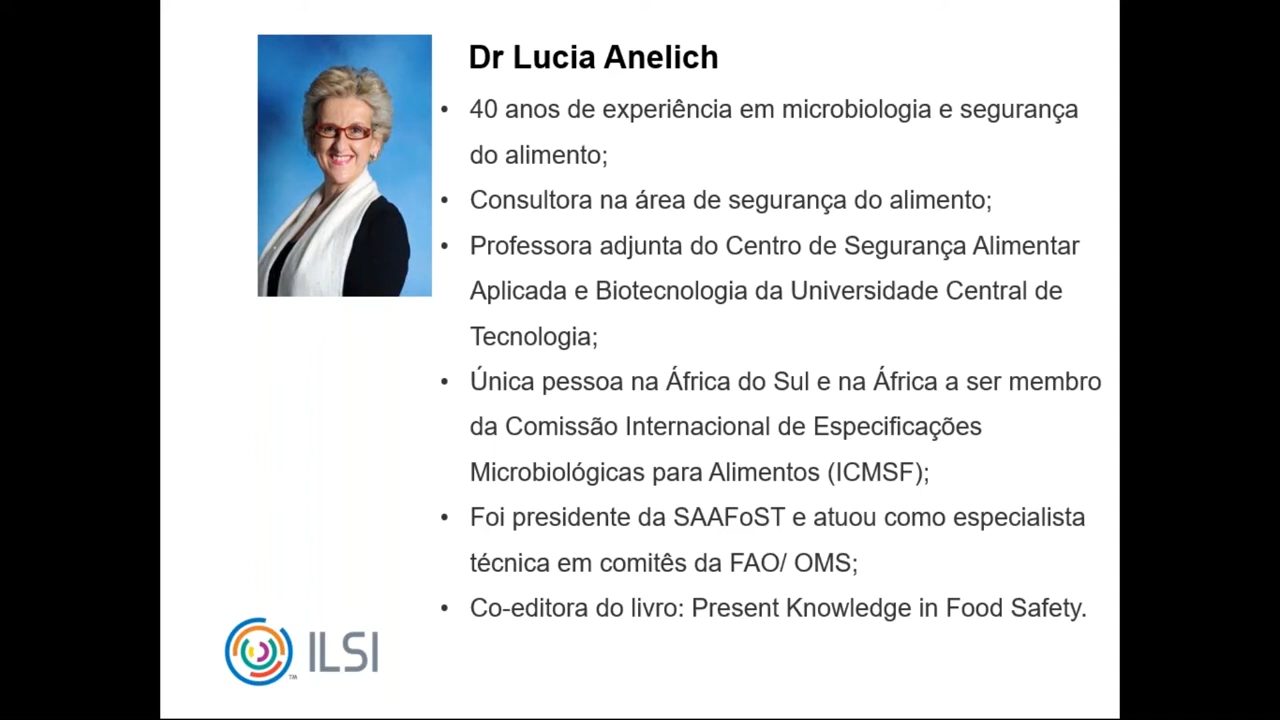 Dr Lucia Anelich
• 40 anos de experiência em microbiologia e segurança
do alimento;
• Consultora na área de segurança do alimento;
• Professora adjunta do Centro de Segurança Alimentar
Aplicada e Biotecnologia da Universidade Central de
Tecnologia;
• Única pessoa na África do Sul e na África a ser membro
da Comissão Internacional de Especificações
Microbiológicas para Alimentos (ICMSF);
• Foi presidente da SAAFoST e atuou como especialista
técnica em comitês da FAO/ OMS;
• Co-editora do livro: Present Knowledge in Food Safety.
ILSI
TM